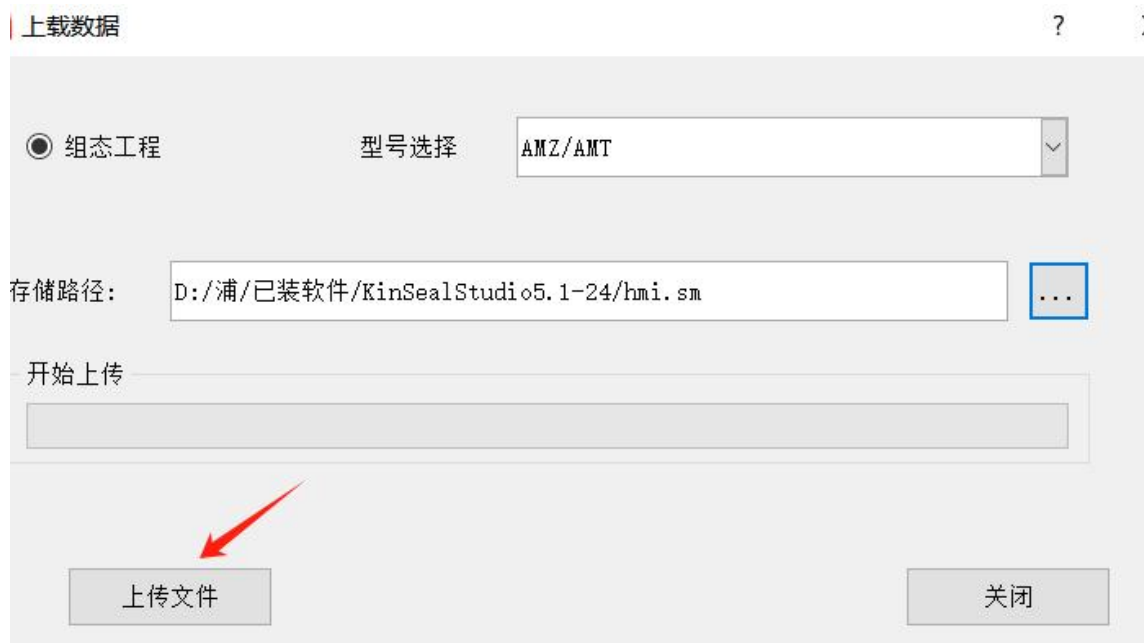 上载数据 ?
组态工程 型号选择 AMZ/AMT
存储路径: D:/浦/已装软件/KinSealStudio5.1-24/hmi.sm ...
开始上传
上传文件 关闭